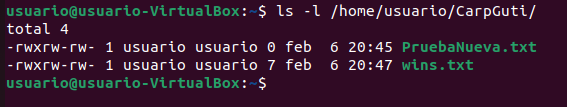 usuario@usuario-VirtualBox:~$ ls -l /home/usuario/CarpGuti/
total 4
-rwxrw-rw- 1 usuario usuario 0 feb  6 20:45 PruebaNueva.txt
-rwxrw-rw- 1 usuario usuario 7 feb  6 20:47 wins.txt
usuario@usuario-VirtualBox:~$